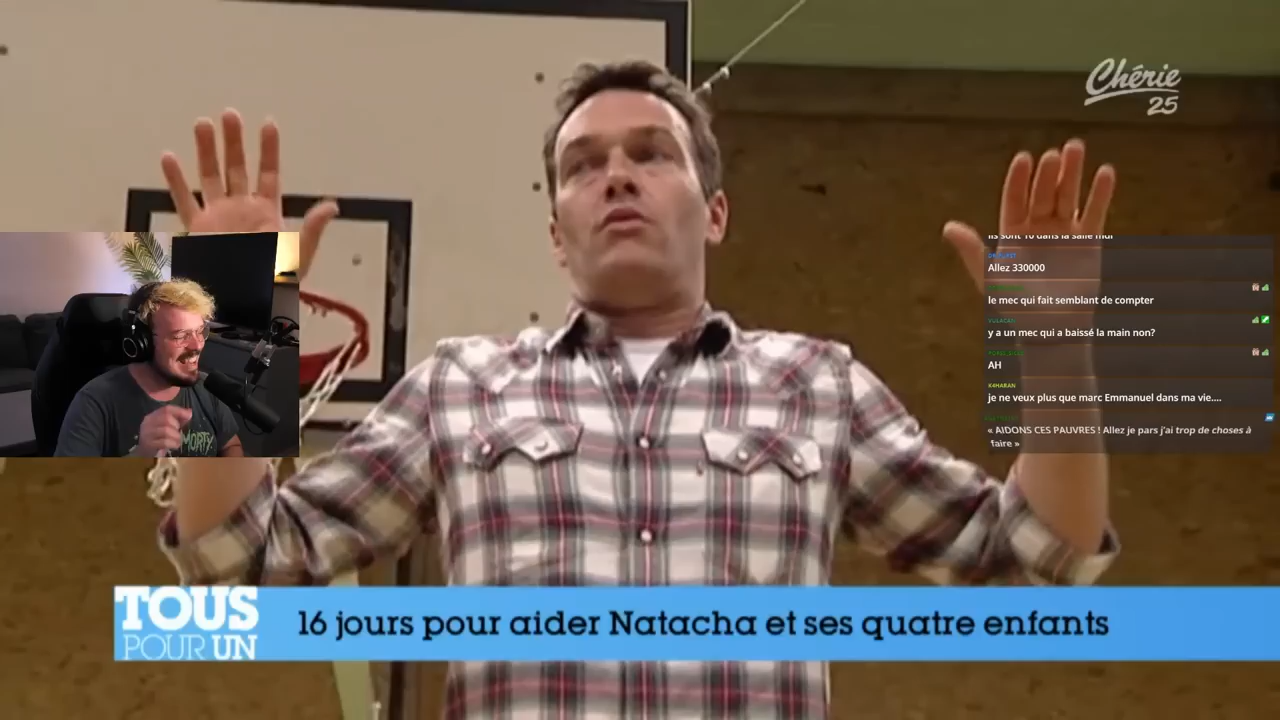 Chérie
25
Allez 330000
le mec qui fait semblant de compter
y a un mec qui a baissé la main non?
AH
K4HARAN
je ne veux plus que marc Emmanuel dans ma vie....
« AIDONS CES PAUVRES ! Allez je pars j'ai trop de choses à
faire »
MORTY
TOUS
POUR UN
16 jours pour aider Natacha et ses quatre enfants